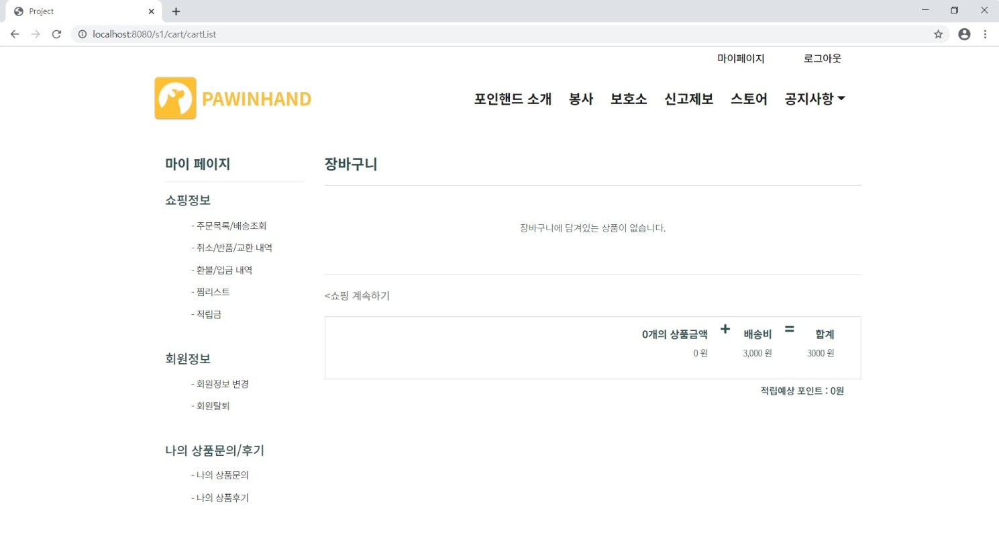 Project
localhost:8080/s1/cart/cartList
마이페이지 로그아웃
PAWINHAND
포인핸드 소개 봉사 보호소 신고제보 스토어 공지사항
마이 페이지
쇼핑정보
- 주문목록/배송조회
- 취소/반품/교환 내역
- 환불/입금 내역
- 찜리스트
- 적립금
회원정보
- 회원정보 변경
- 회원탈퇴
나의 상품문의/후기
- 나의 상품문의
- 나의 상품후기
장바구니
장바구니에 담겨있는 상품이 없습니다.
<쇼핑 계속하기
0개의 상품금액 + 배송비 = 합계
0 원 3,000 원 3000 원
적립예상 포인트 : 0원